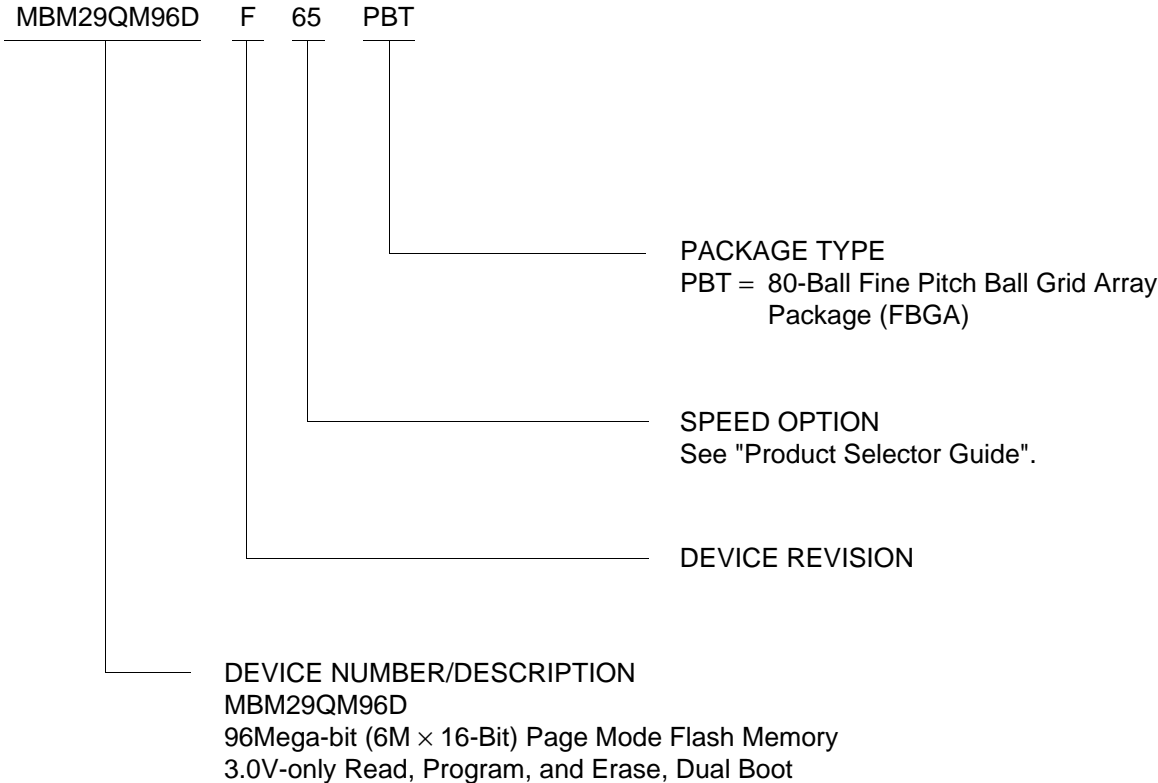 MBM29QM96D F 65 PBT
PACKAGE TYPE
PBT = 80-Ball Fine Pitch Ball Grid Array
Package (FBGA)
SPEED OPTION
See "Product Selector Guide".
DEVICE REVISION
DEVICE NUMBER/DESCRIPTION
MBM29QM96D
96Mega-bit (6M × 16-Bit) Page Mode Flash Memory
3.0V-only Read, Program, and Erase, Dual Boot